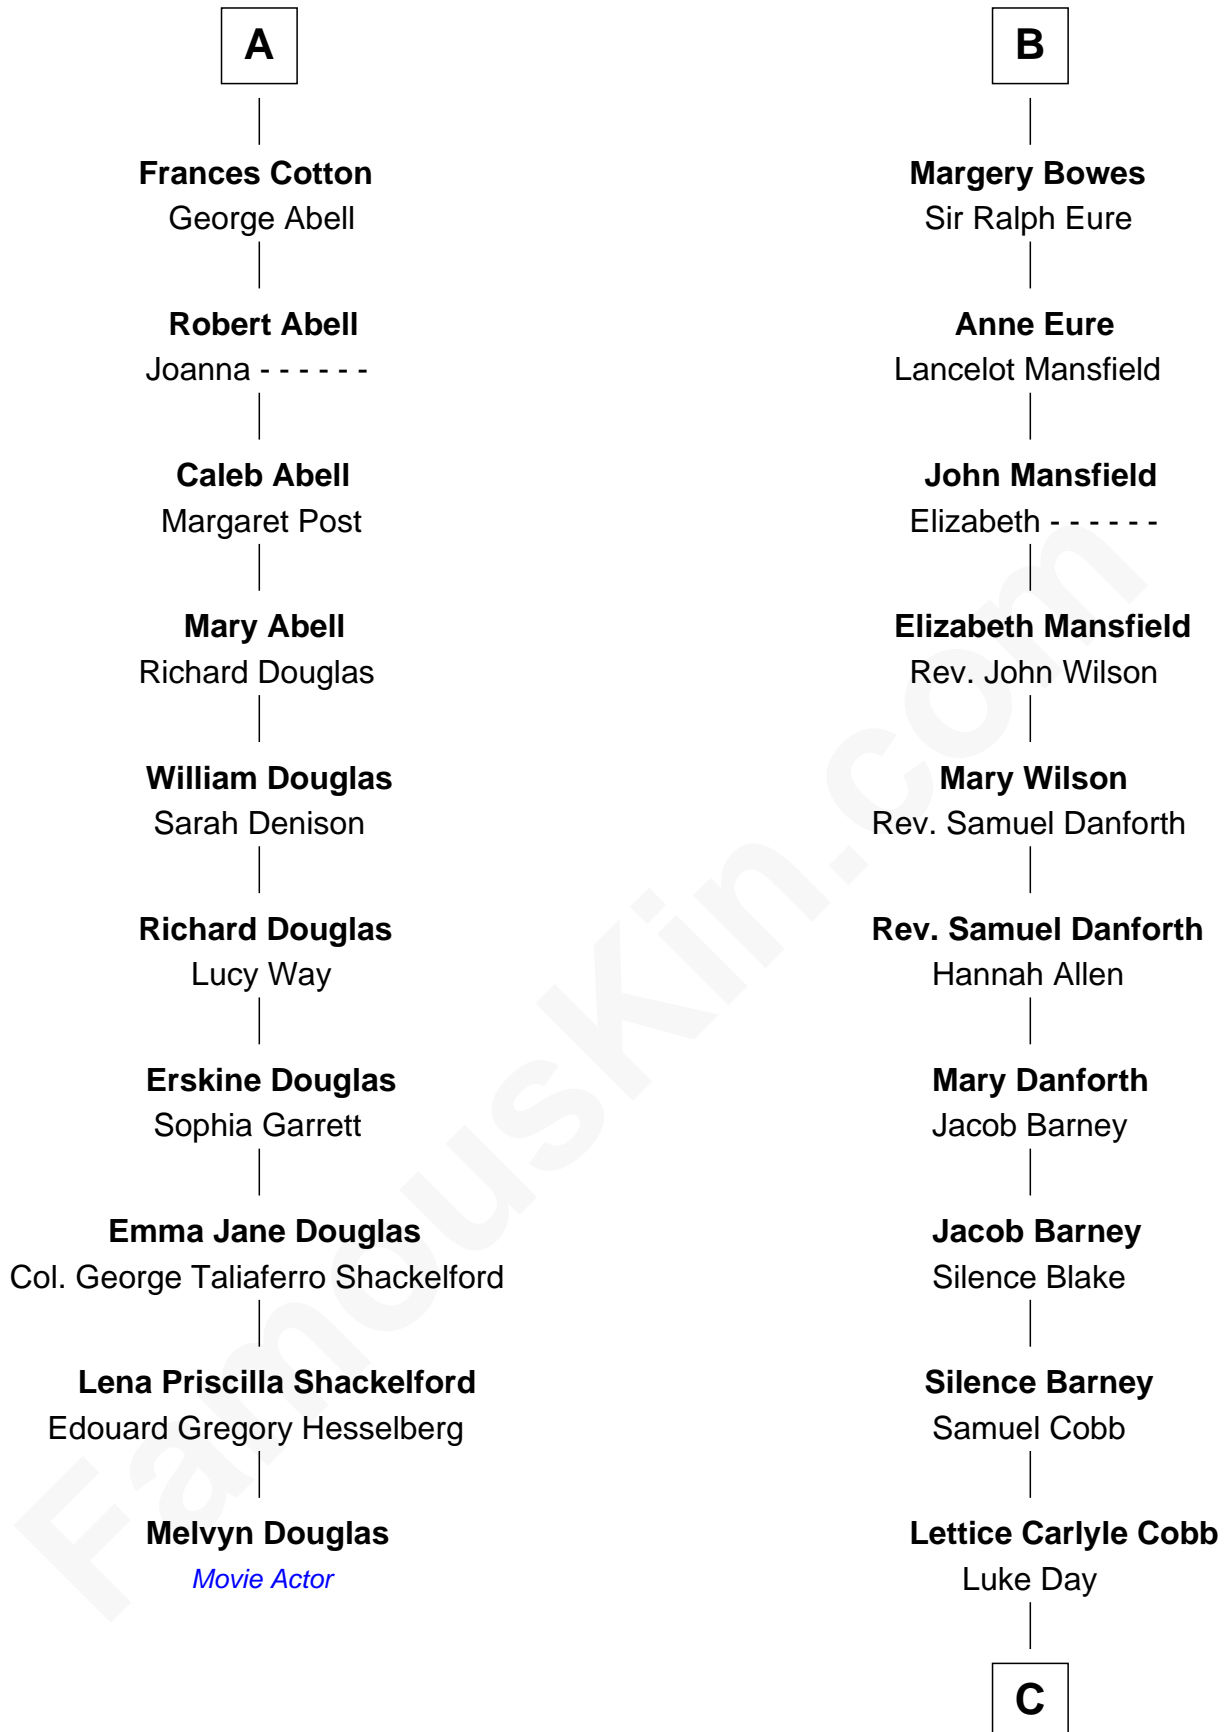 A
Frances Cotton
George Abell
Robert Abell
Joanna - - - - - -
Caleb Abell
Margaret Post
Mary Abell
Richard Douglas
William Douglas
Sarah Denison
Richard Douglas
Lucy Way
Erskine Douglas
Sophia Garrett
Emma Jane Douglas
Col. George Taliaferro Shackelford
Lena Priscilla Shackelford
Edouard Gregory Hesselberg
Melvyn Douglas
Movie Actor
B
Margery Bowes
Sir Ralph Eure
Anne Eure
Lancelot Mansfield
John Mansfield
Elizabeth - - - - - -
Elizabeth Mansfield
Rev. John Wilson
Mary Wilson
Rev. Samuel Danforth
Rev. Samuel Danforth
Hannah Allen
Mary Danforth
Jacob Barney
Jacob Barney
Silence Blake
Silence Barney
Samuel Cobb
Lettice Carlyle Cobb
Luke Day
C
FamousKin.com